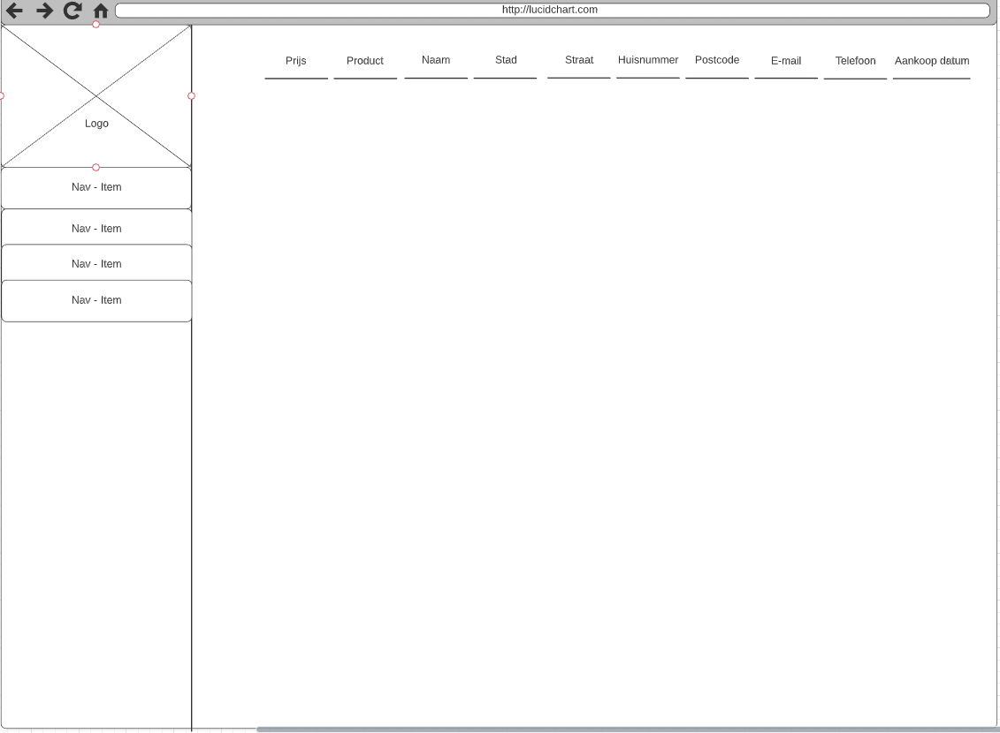 http://lucidchart.com
Logo
Nav - Item
Nav - Item
Nav - Item
Nav - Item
Prijs Product Naam Stad Straat Huisnummer Postcode E-mail Telefoon Aankoop datum